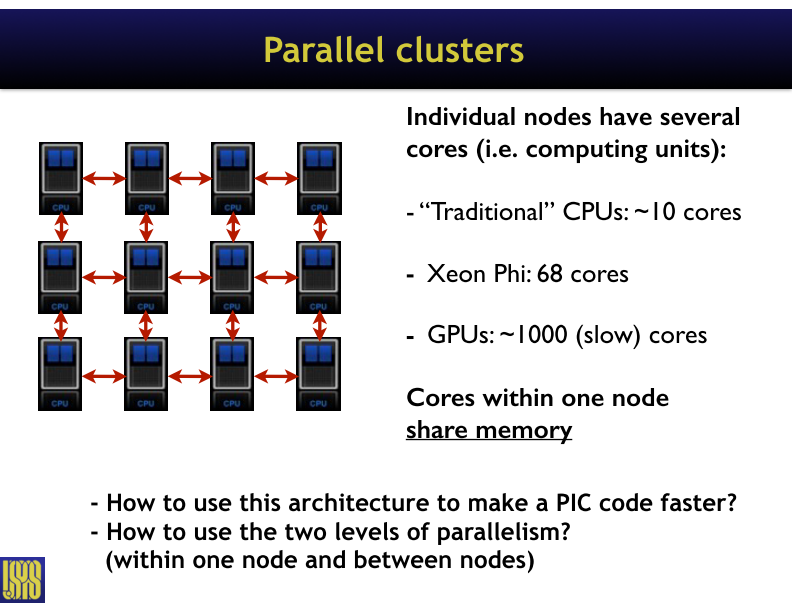 Parallel clusters
Individual nodes have several
cores (i.e. computing units):
- “Traditional” CPUs: ~10 cores
- Xeon Phi: 68 cores
- GPUs: ~1000 (slow) cores
Cores within one node
share memory
CPU CPU CPU CPU
CPU CPU CPU CPU
CPU CPU CPU CPU
- How to use this architecture to make a PIC code faster?
- How to use the two levels of parallelism?
(within one node and between nodes)